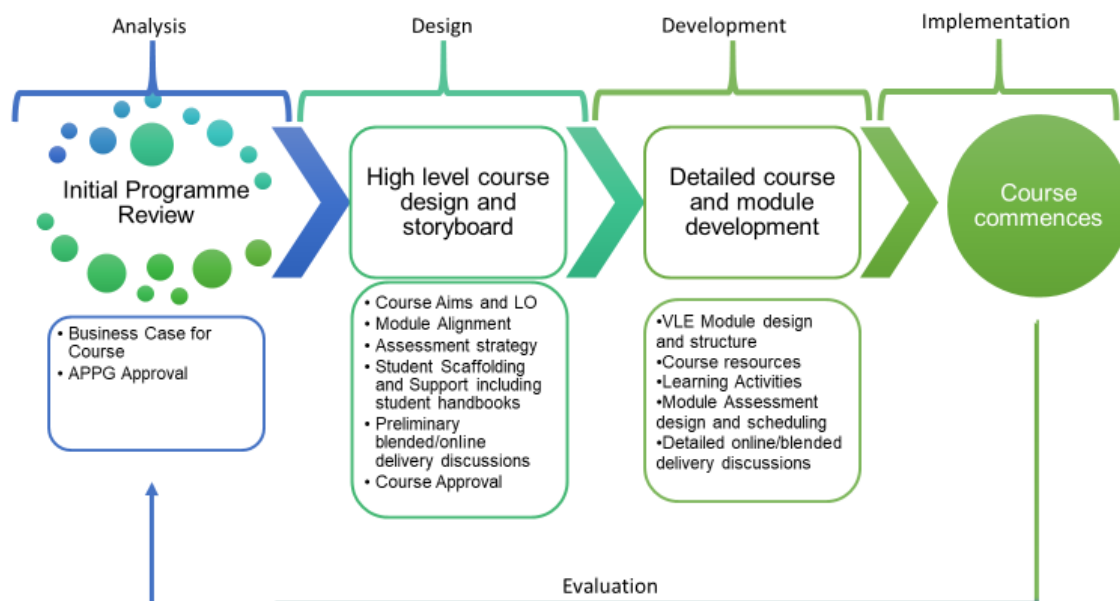 Analysis
Design
Development
Implementation
Initial Programme
Review
High level course
design and
storyboard
Detailed course
and module
development
Course
commences
• Business Case for
Course
• APPG Approval
• Course Aims and LO
• Module Alignment
• Assessment strategy
• Student Scaffolding
and Support including
student handbooks
• Preliminary
blended/online
delivery discussions
• Course Approval
•VLE Module design
and structure
•Course resources
•Learning Activities
•Module Assessment
design and scheduling
•Detailed online/blended
delivery discussions
Evaluation